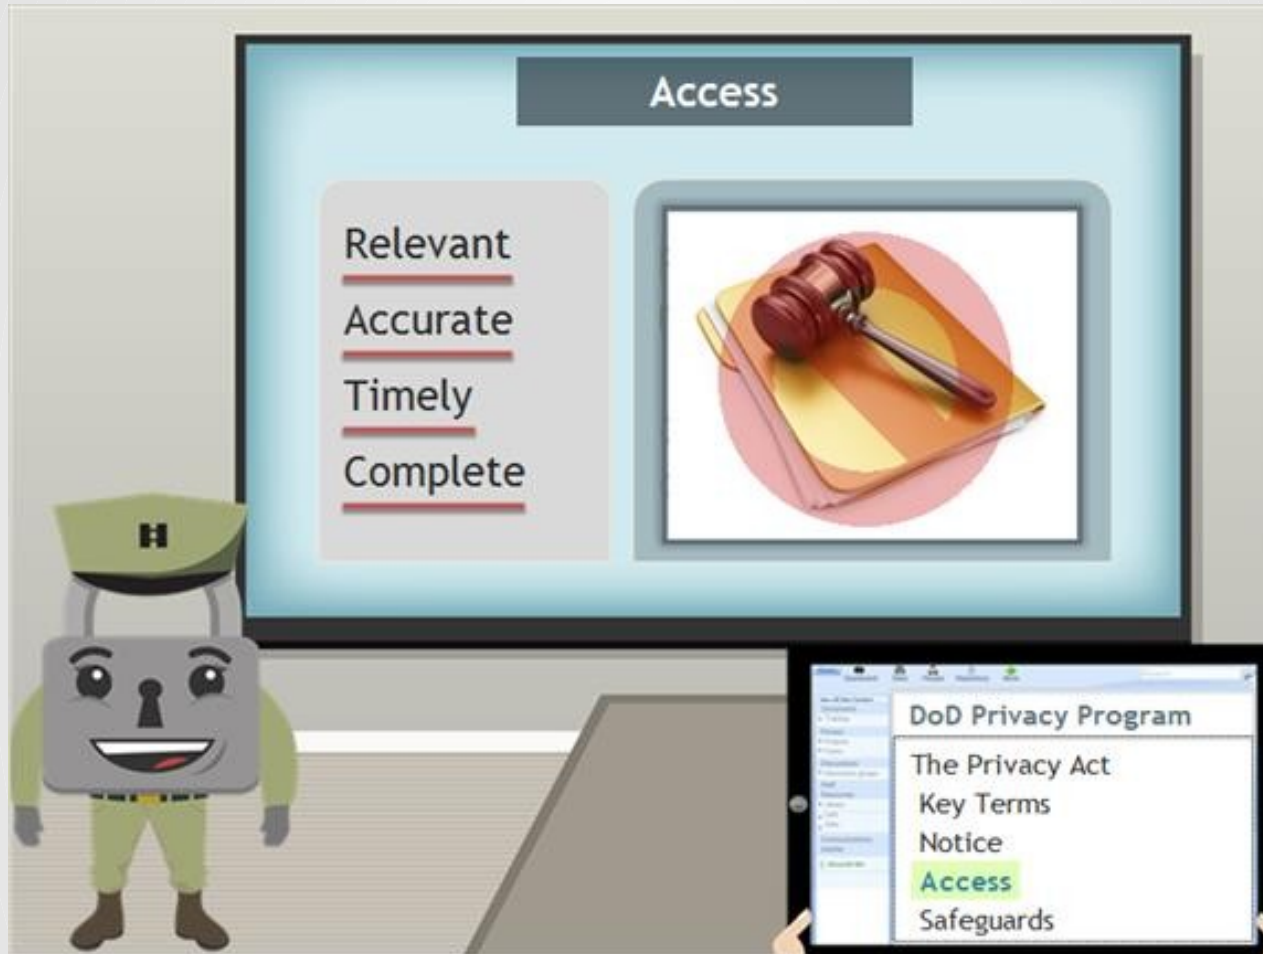 Access
Relevant
Accurate
Timely
Complete
DoD Privacy Program
The Privacy Act
Key Terms
Notice
Access
Safeguards